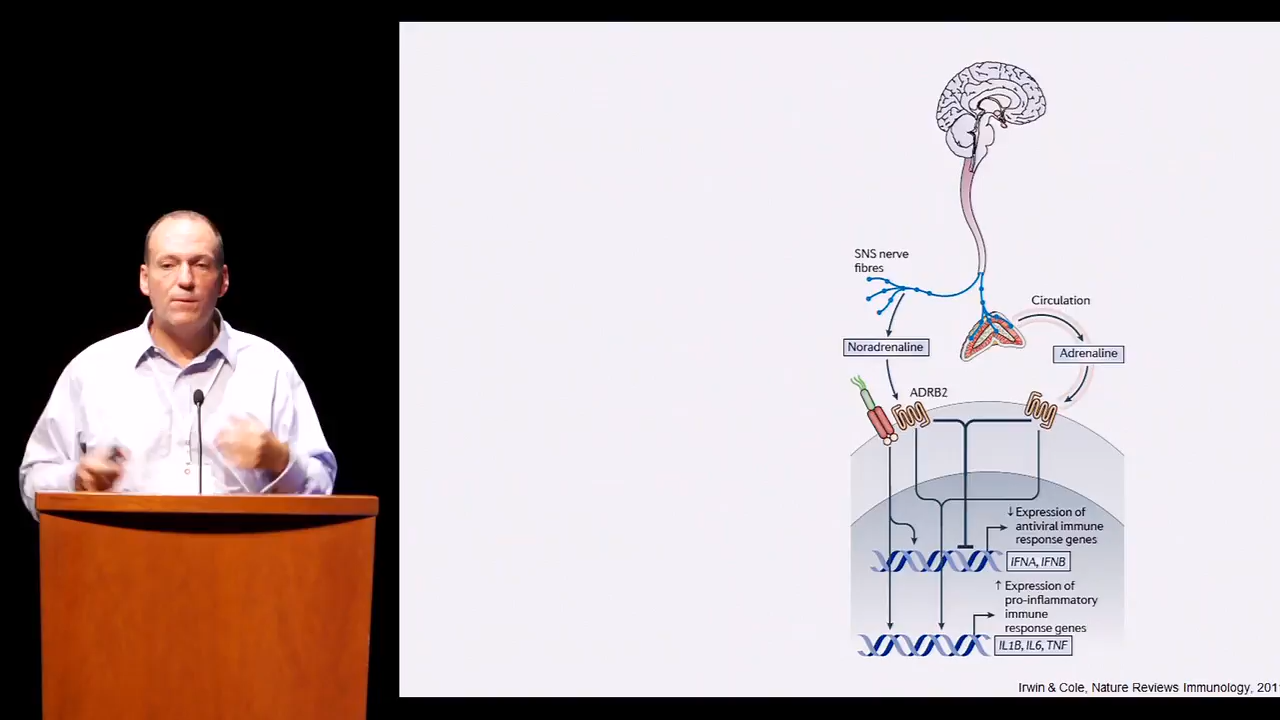 SNS nerve
fibres
Circulation
Noradrenaline
Adrenaline
ADRB2
↓ Expression of
antiviral immune
response genes
IFNA, IFNB
↑ Expression of
pro-inflammatory
immune
response genes
IL1B, IL6, TNF
Irwin & Cole, Nature Reviews Immunology, 201